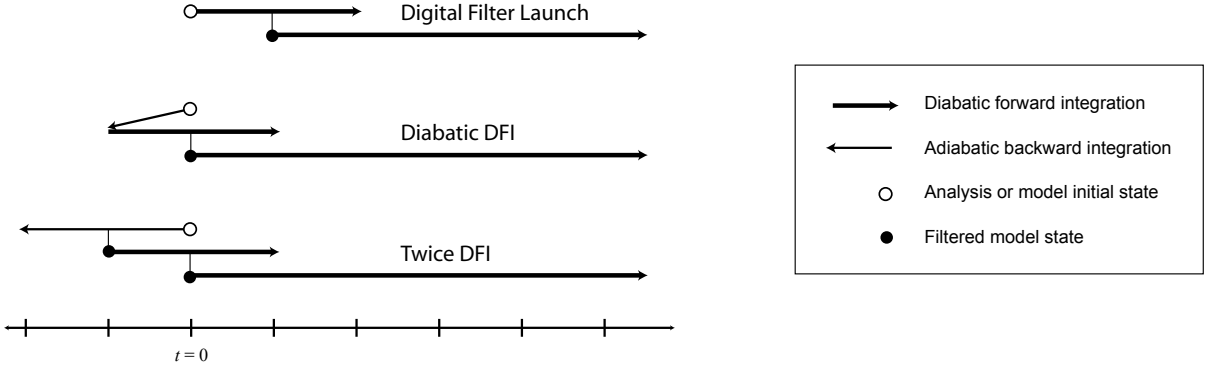 Digital Filter Launch
Diabatic DFI
Twice DFI
t = 0
Diabatic forward integration
Adiabatic backward integration
Analysis or model initial state
Filtered model state